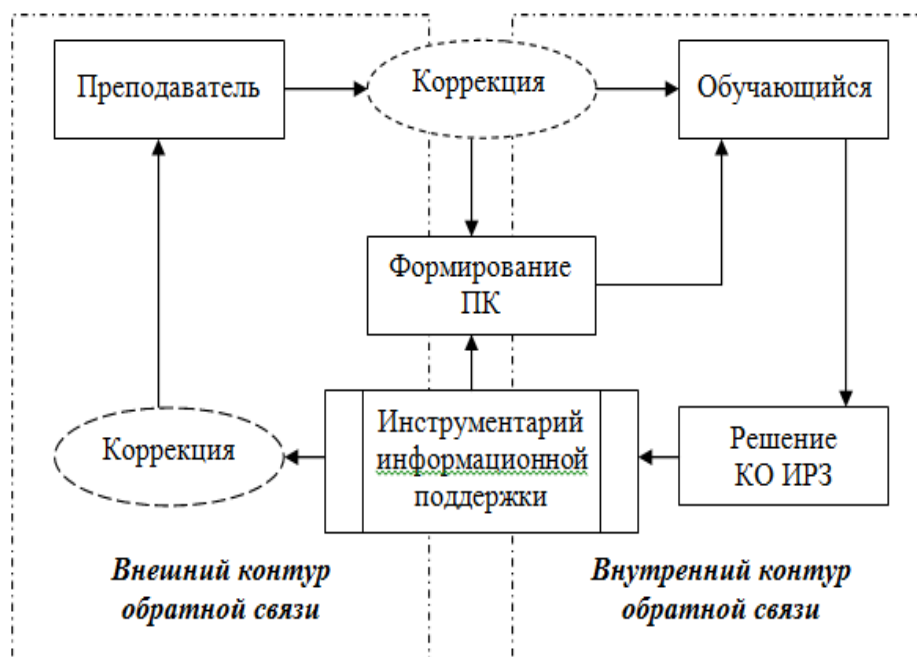 Преподаватель
Коррекция
Обучающийся
Формирование
ПК
Коррекция
Инструментарий
информационной
поддержки
Решение
КО ИРЗ
Внешний контур
обратной связи
Внутренний контур
обратной связи